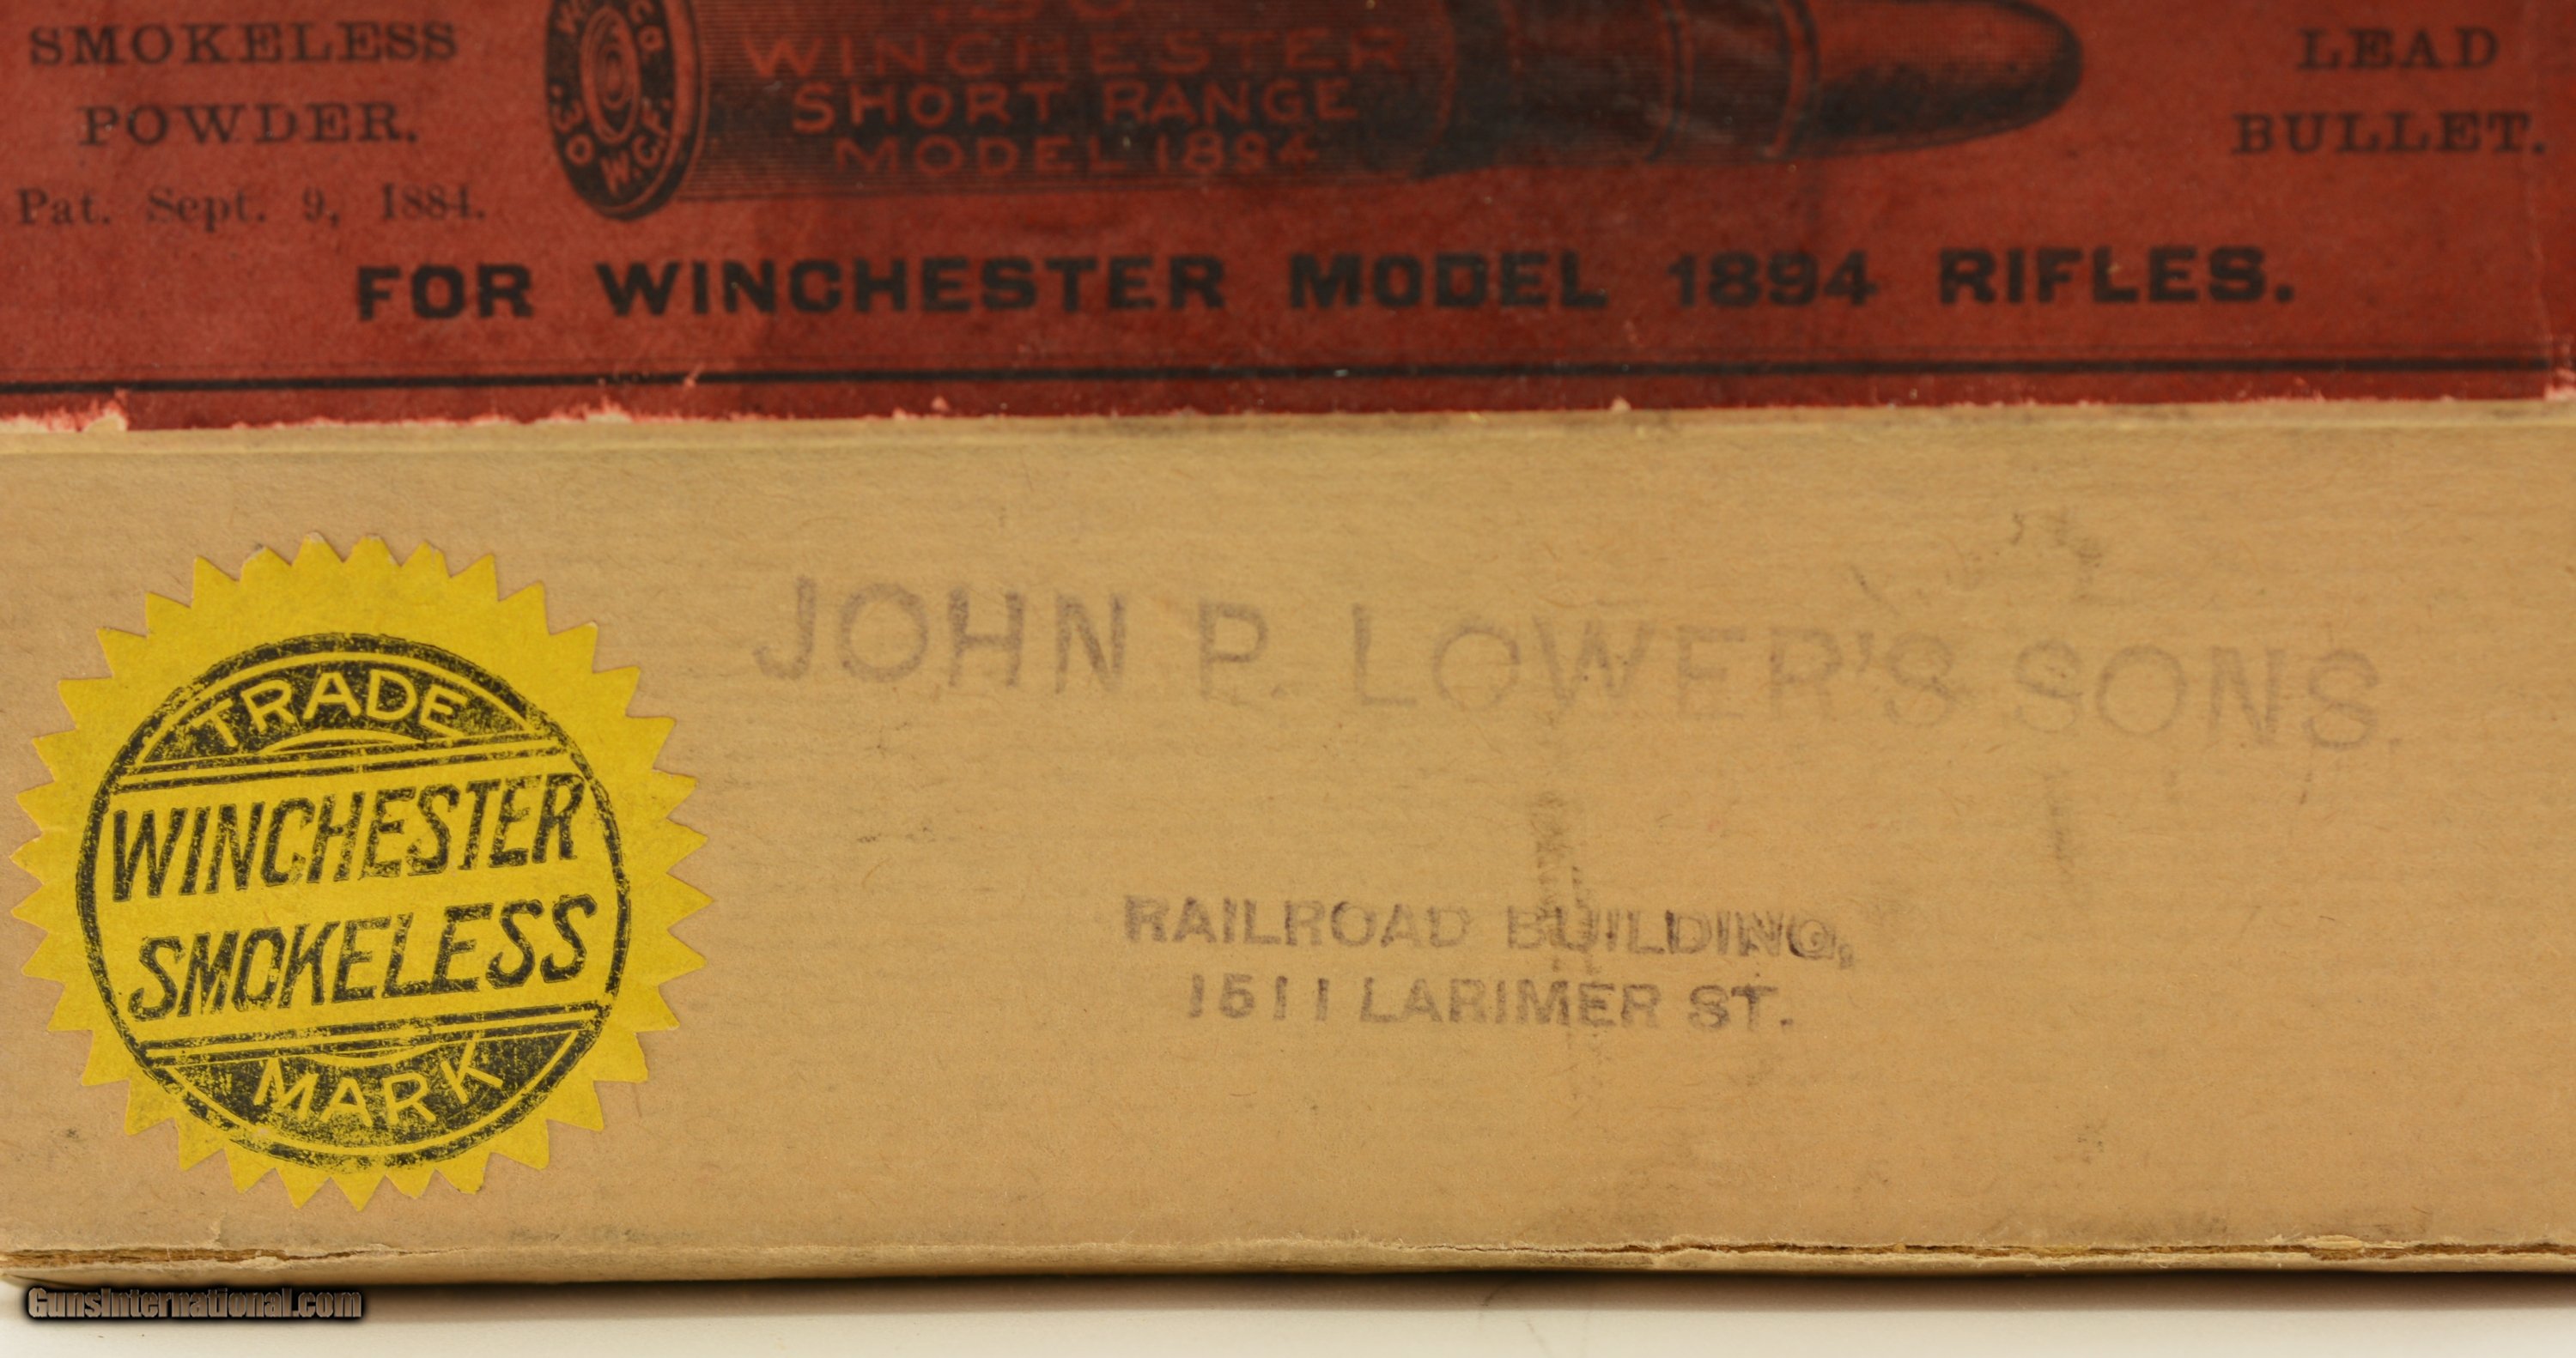 SMOKELESS
POWDER.
Pat. Sept. 9, 1884.
.30
WINCHESTER
SHORT RANGE
MODEL 1894
.30 W.C.F.
LEAD
BULLET.
FOR WINCHESTER MODEL 1894 RIFLES.
TRADE
WINCHESTER
SMOKELESS
MARK
JOHN P. LOWER'S SONS.
RAILROAD BUILDING,
1511 LARIMER ST.
GunsInternational.com